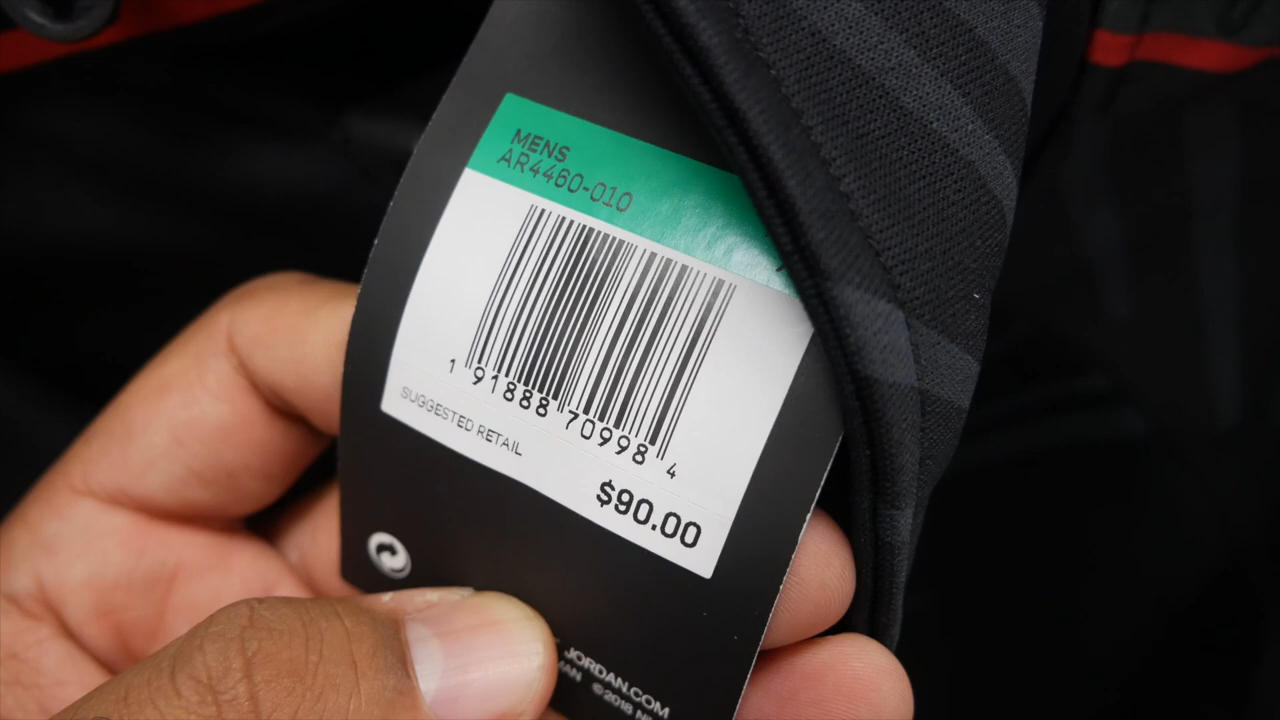 MENS
AR4460-010
1 91888 70998 4
SUGGESTED RETAIL
$90.00
JORDAN.COM
©2018